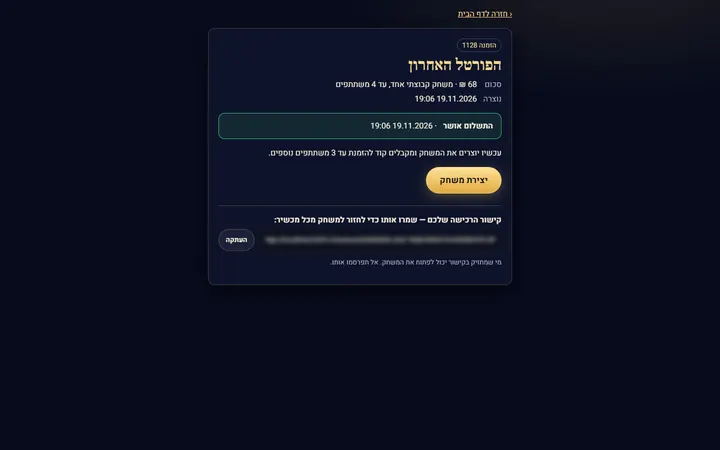 ‹ חזרה לדף הבית
הזמנה 1128
הפורטל האחרון
סכום 68 ₪ · משחק קבוצתי אחד, עד 4 משתתפים
נוצרה 19.11.2026 19:06
התשלום אושר · 19.11.2026 19:06
עכשיו יוצרים את המשחק ומקבלים קוד להזמנת עד 3 משתתפים נוספים.
יצירת משחק
קישור הרכישה שלכם — שמרו אותו כדי לחזור למשחק מכל מכשיר:
העתקה
מי שמחזיק בקישור יכול לפתוח את המשחק. אל תפרסמו אותו.